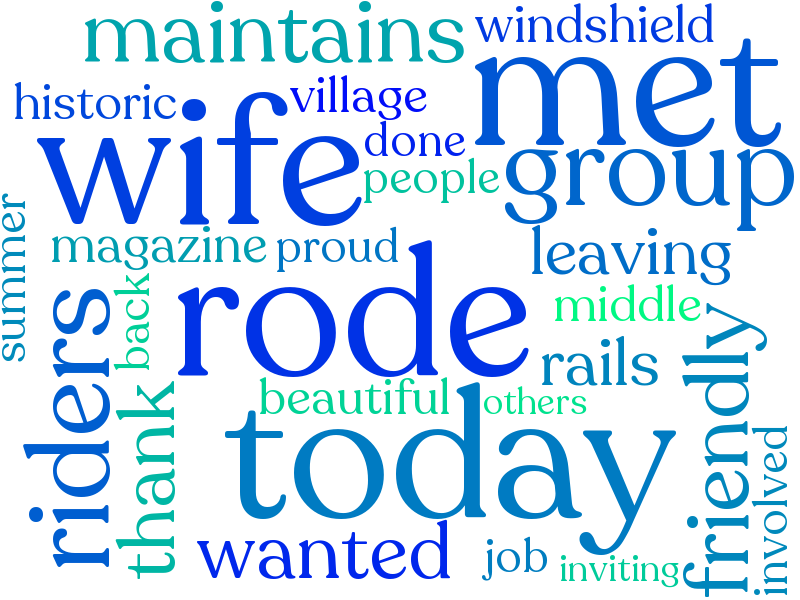 maintains
windshield
met
historic
village
wife
done
people
group
summer
magazine
proud
leaving
back
rode
middle
riders
rails
friendly
thank
beautiful
others
today
involved
wanted
job
inviting